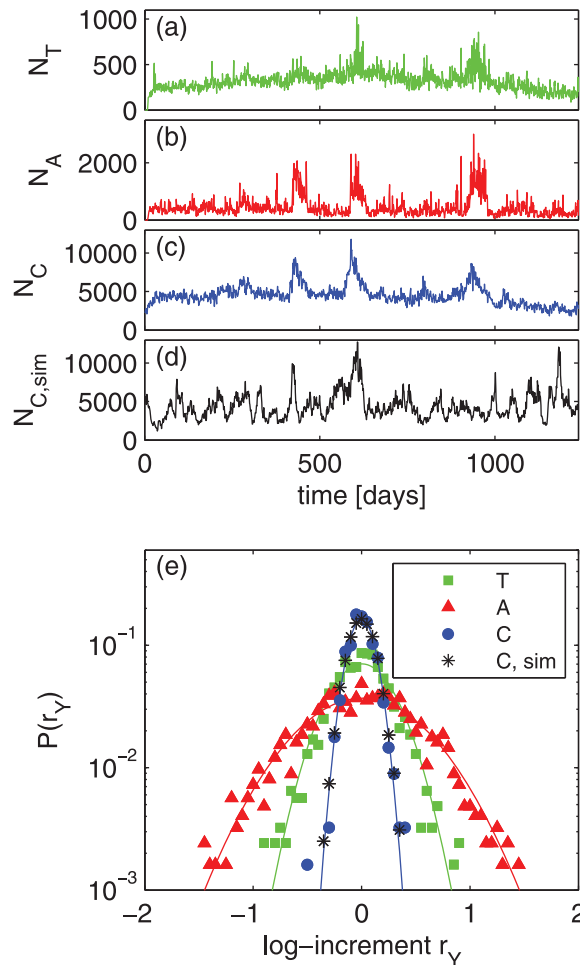 (a)
1000
500
0
N_T
(b)
2000
0
N_A
(c)
10000
5000
0
N_C
(d)
10000
5000
0
N_C,sim
0 500 1000
time [days]
(e)
T
A
C
C, sim
10^−1
10^−2
10^−3
P(r_Y)
−2 −1 0 1 2
log−increment r_Y